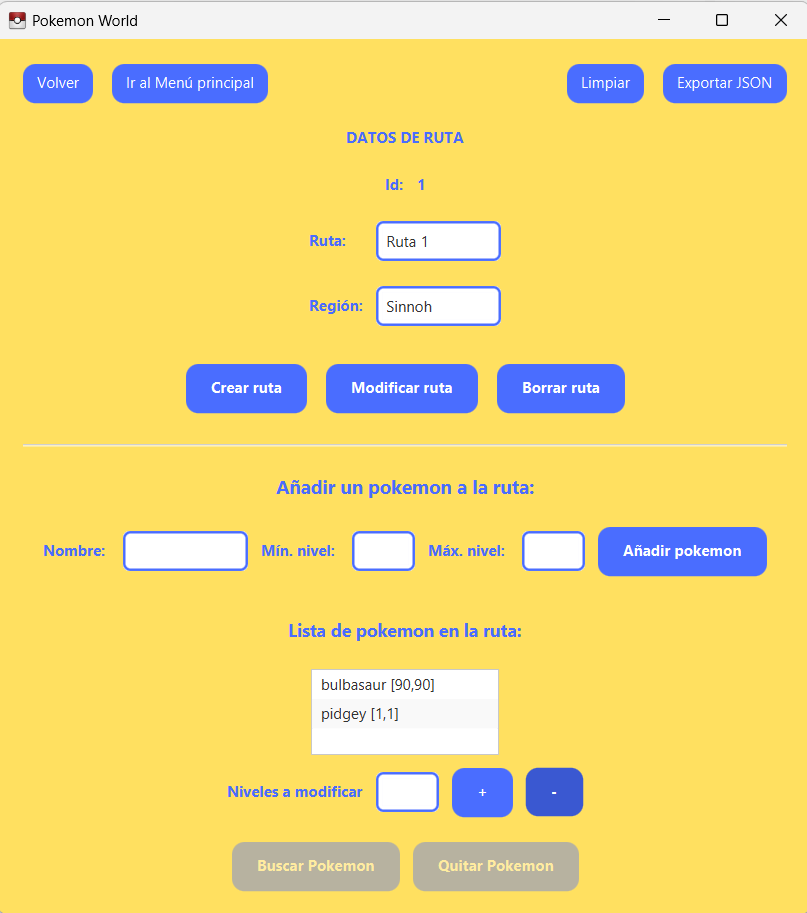 Pokemon World
Volver Ir al Menú principal Limpiar Exportar JSON
DATOS DE RUTA
Id: 1
Ruta: Ruta 1
Región: Sinnoh
Crear ruta Modificar ruta Borrar ruta
Añadir un pokemon a la ruta:
Nombre: Mín. nivel: Máx. nivel: Añadir pokemon
Lista de pokemon en la ruta:
bulbasaur [90,90]
pidgey [1,1]
Niveles a modificar + -
Buscar Pokemon Quitar Pokemon